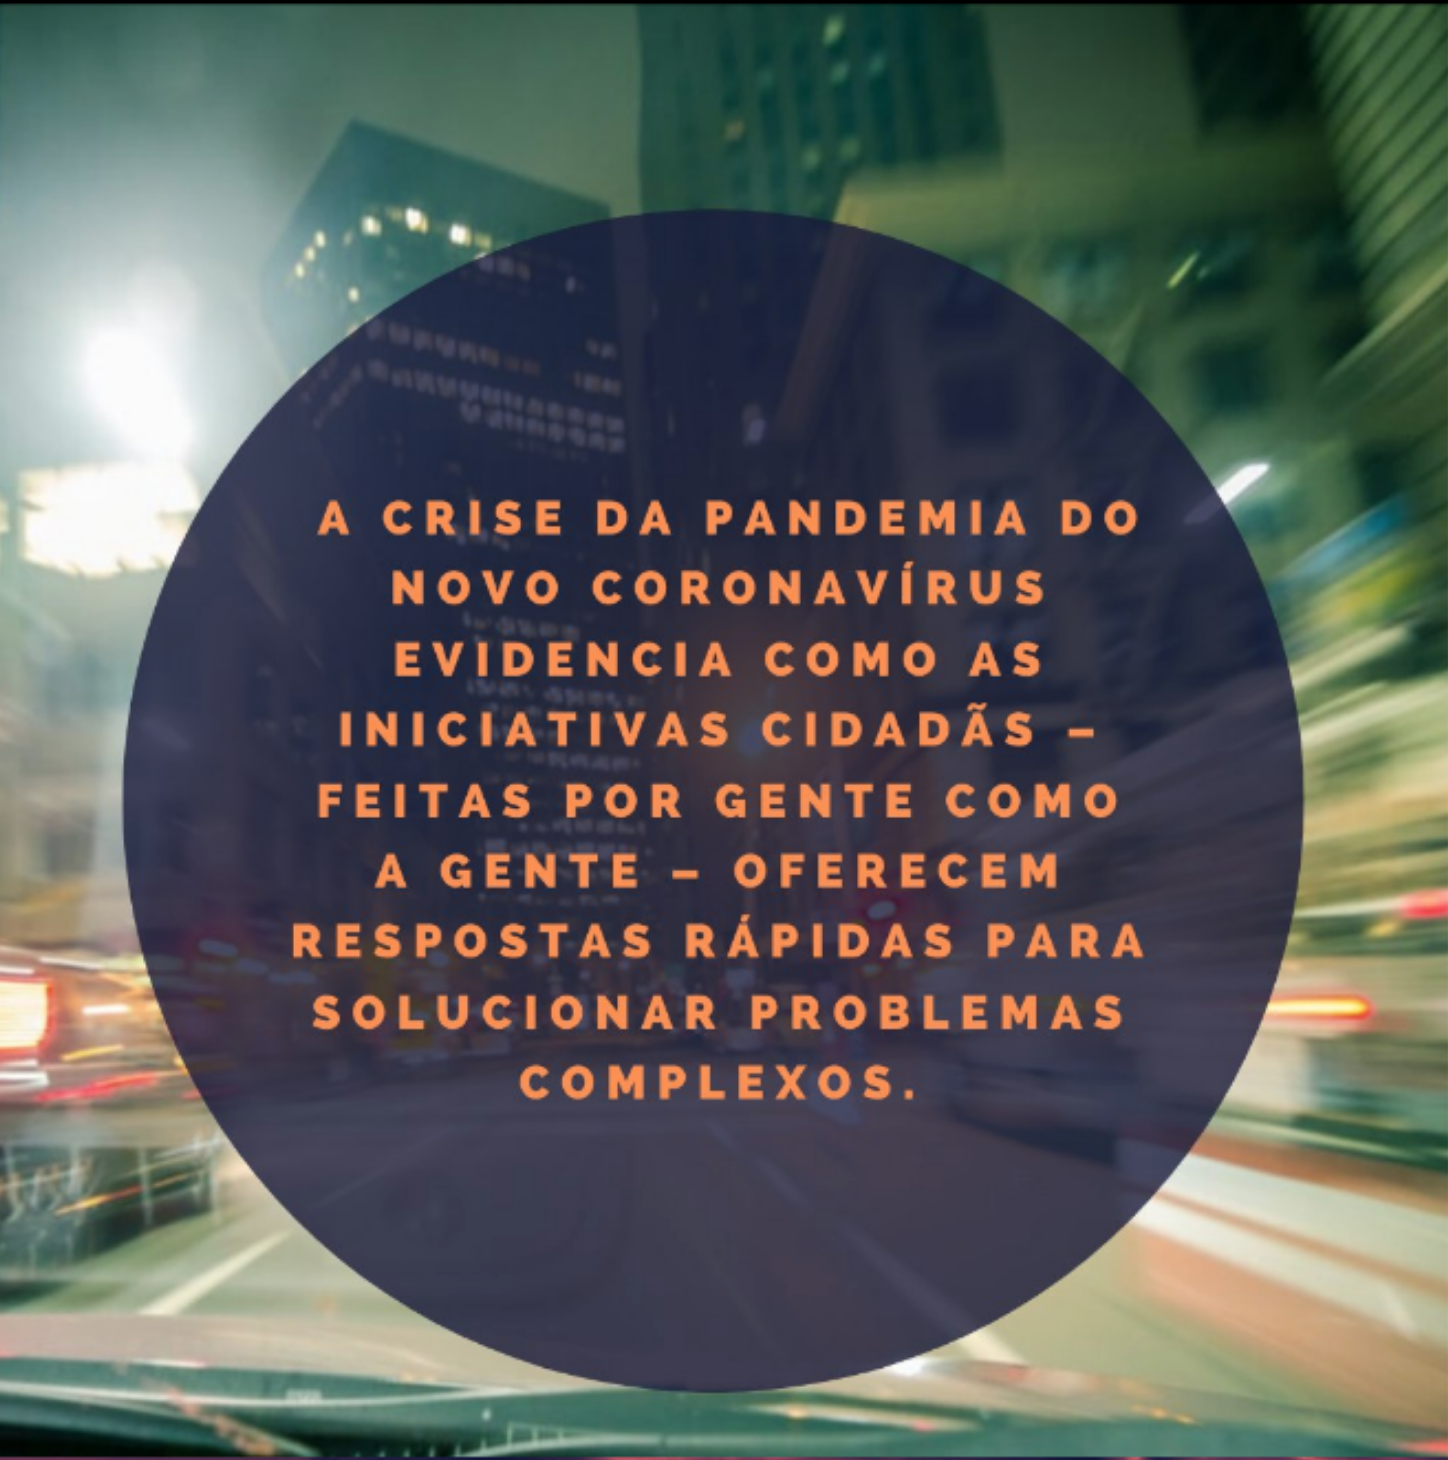 A CRISE DA PANDEMIA DO
NOVO CORONAVÍRUS
EVIDENCIA COMO AS
INICIATIVAS CIDADÃS –
FEITAS POR GENTE COMO
A GENTE – OFERECEM
RESPOSTAS RÁPIDAS PARA
SOLUCIONAR PROBLEMAS
COMPLEXOS.